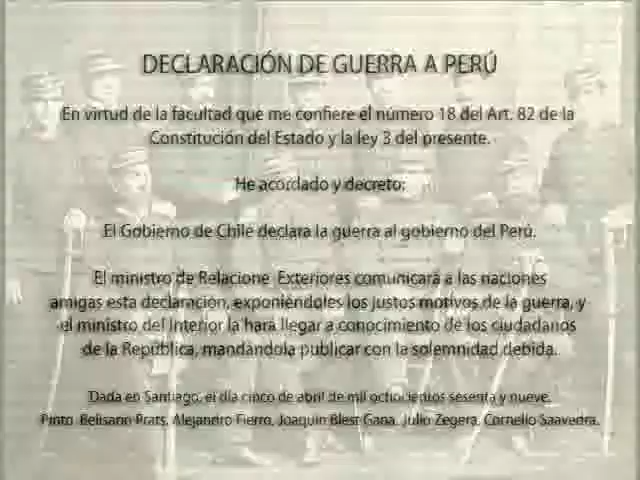 DECLARACIÓN DE GUERRA A PERÚ
En virtud de la facultad que me confiere el número 18 del Art. 82 de la
Constitución del Estado y la ley 3 del presente.
He acordado y decreto:
El Gobierno de Chile declara la guerra al gobierno del Perú.
El ministro de Relacione Exteriores comunicará a las naciones
amigas esta declaración, exponiéndoles los justos motivos de la guerra, y
el ministro del Interior la hará llegar a conocimiento de los ciudadanos
de la República, mandándola publicar con la solemnidad debida.
Dada en Santiago, el día cinco de abril de mil ochocientos sesenta y nueve.
Pinto. Belisario Prats. Alejandro Fierro. Joaquín Blest Gana. Julio Zegera. Cornelio Saavedra.